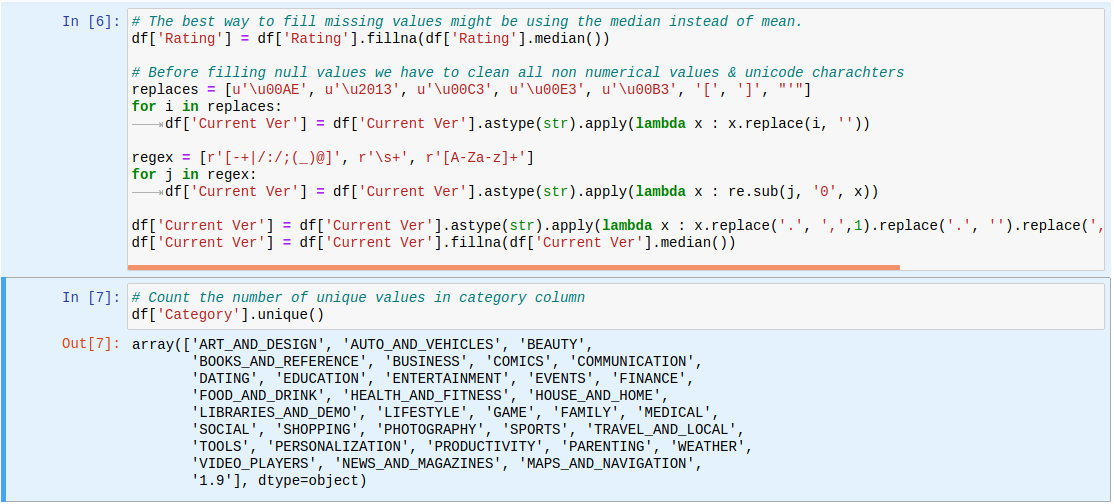 In [6]:
# The best way to fill missing values might be using the median instead of mean.
df['Rating'] = df['Rating'].fillna(df['Rating'].median())
# Before filling null values we have to clean all non numerical values & unicode charachters
replaces = [u'\u00AE', u'\u2013', u'\u00C3', u'\u00E3', u'\u00B3', '[', ']', "'"]
for i in replaces:
df['Current Ver'] = df['Current Ver'].astype(str).apply(lambda x : x.replace(i, ''))
regex = [r'[-+|/:/;(_)@]', r'\s+', r'[A-Za-z]+']
for j in regex:
df['Current Ver'] = df['Current Ver'].astype(str).apply(lambda x : re.sub(j, '0', x))
df['Current Ver'] = df['Current Ver'].astype(str).apply(lambda x : x.replace('.', ',',1).replace('.', '').replace(',
df['Current Ver'] = df['Current Ver'].fillna(df['Current Ver'].median())
In [7]:
# Count the number of unique values in category column
df['Category'].unique()
Out[7]:
array(['ART_AND_DESIGN', 'AUTO_AND_VEHICLES', 'BEAUTY',
'BOOKS_AND_REFERENCE', 'BUSINESS', 'COMICS', 'COMMUNICATION',
'DATING', 'EDUCATION', 'ENTERTAINMENT', 'EVENTS', 'FINANCE',
'FOOD_AND_DRINK', 'HEALTH_AND_FITNESS', 'HOUSE_AND_HOME',
'LIBRARIES_AND_DEMO', 'LIFESTYLE', 'GAME', 'FAMILY', 'MEDICAL',
'SOCIAL', 'SHOPPING', 'PHOTOGRAPHY', 'SPORTS', 'TRAVEL_AND_LOCAL',
'TOOLS', 'PERSONALIZATION', 'PRODUCTIVITY', 'PARENTING', 'WEATHER',
'VIDEO_PLAYERS', 'NEWS_AND_MAGAZINES', 'MAPS_AND_NAVIGATION',
'1.9'], dtype=object)